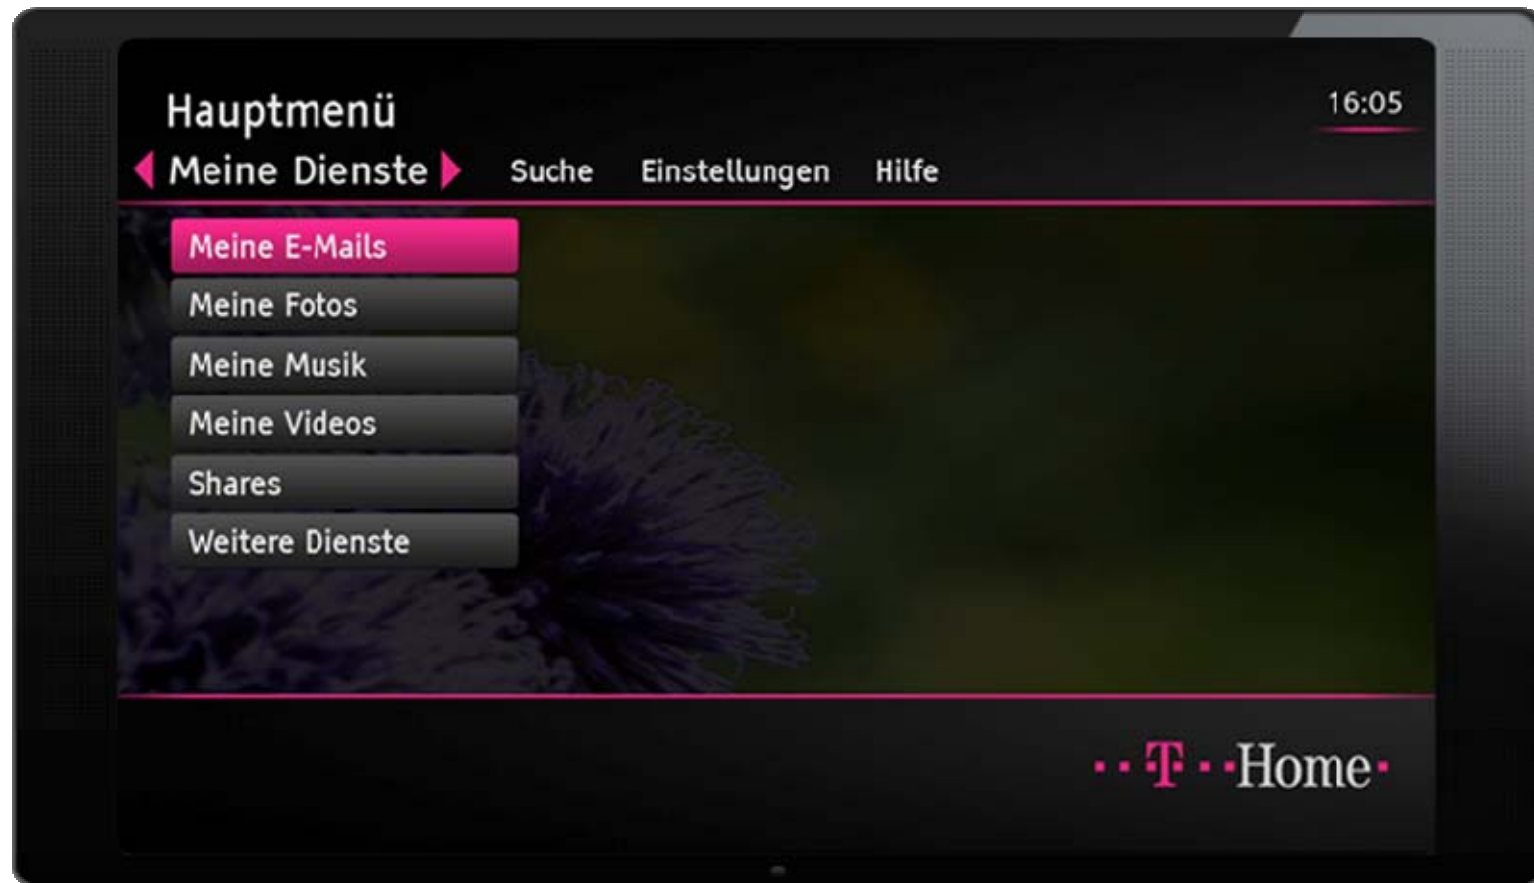 Hauptmenü
16:05
Meine Dienste Suche Einstellungen Hilfe
Meine E-Mails
Meine Fotos
Meine Musik
Meine Videos
Shares
Weitere Dienste
··T··Home·